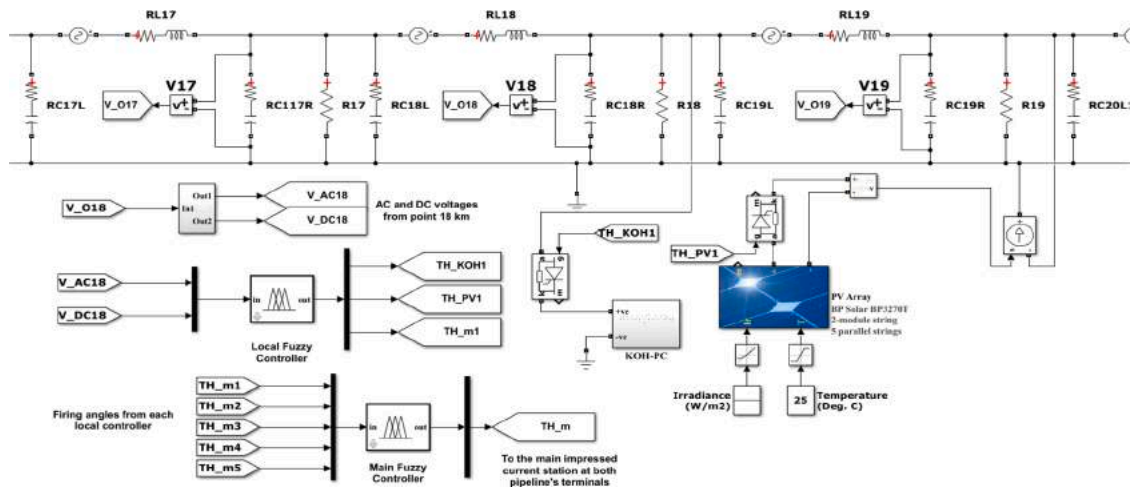 RL17
RL18
RL19
V17
V18
V19
V_O17
V_O18
V_O19
RC17L
RC117R
R17
RC18L
RC18R
R18
RC19L
RC19R
R19
RC20L1
V_O18
In1
Out1
Out2
V_AC18
V_DC18
AC and DC voltages
from point 18 km
V_AC18
V_DC18
in
out
Local Fuzzy
Controller
TH_KOH1
TH_PV1
TH_m1
TH_KOH1
+ve
-ve
KOH-PC
TH_PV1
PV Array
BP Solar BP3270T
2-module string
5 parallel strings
Irradiance
(W/m2)
25
Temperature
(Deg. C)
Firing angles from each
local controller
TH_m1
TH_m2
TH_m3
TH_m4
TH_m5
in
out
Main Fuzzy
Controller
TH_m
To the main impressed
current station at both
pipeline's terminals